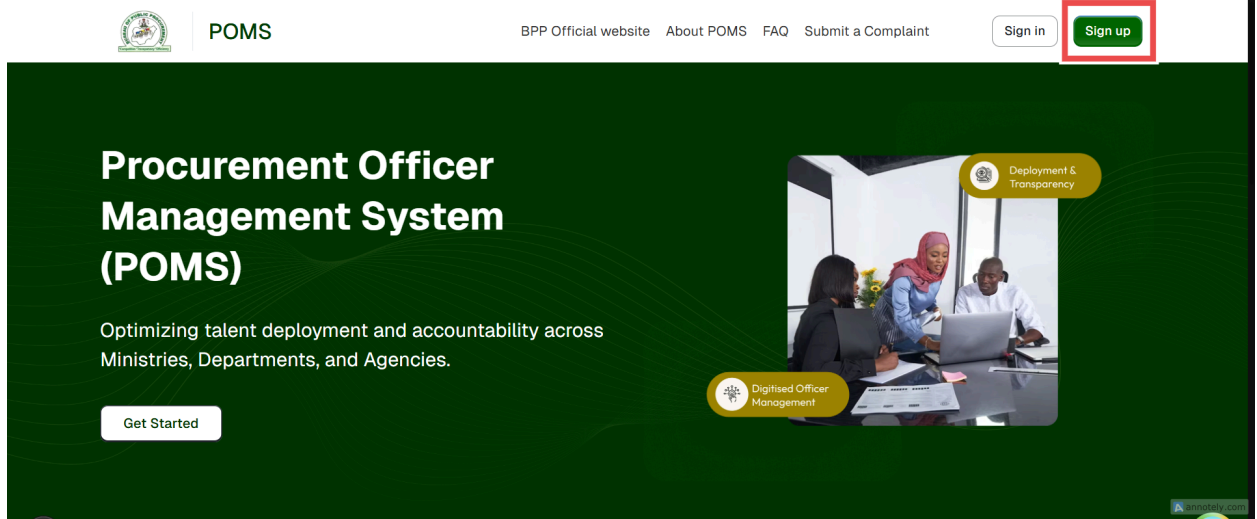 POMS
BPP Official website About POMS FAQ Submit a Complaint Sign in Sign up
Procurement Officer
Management System
(POMS)
Optimizing talent deployment and accountability across
Ministries, Departments, and Agencies.
Get Started
Deployment &
Transparency
Digitised Officer
Management
annotely.com